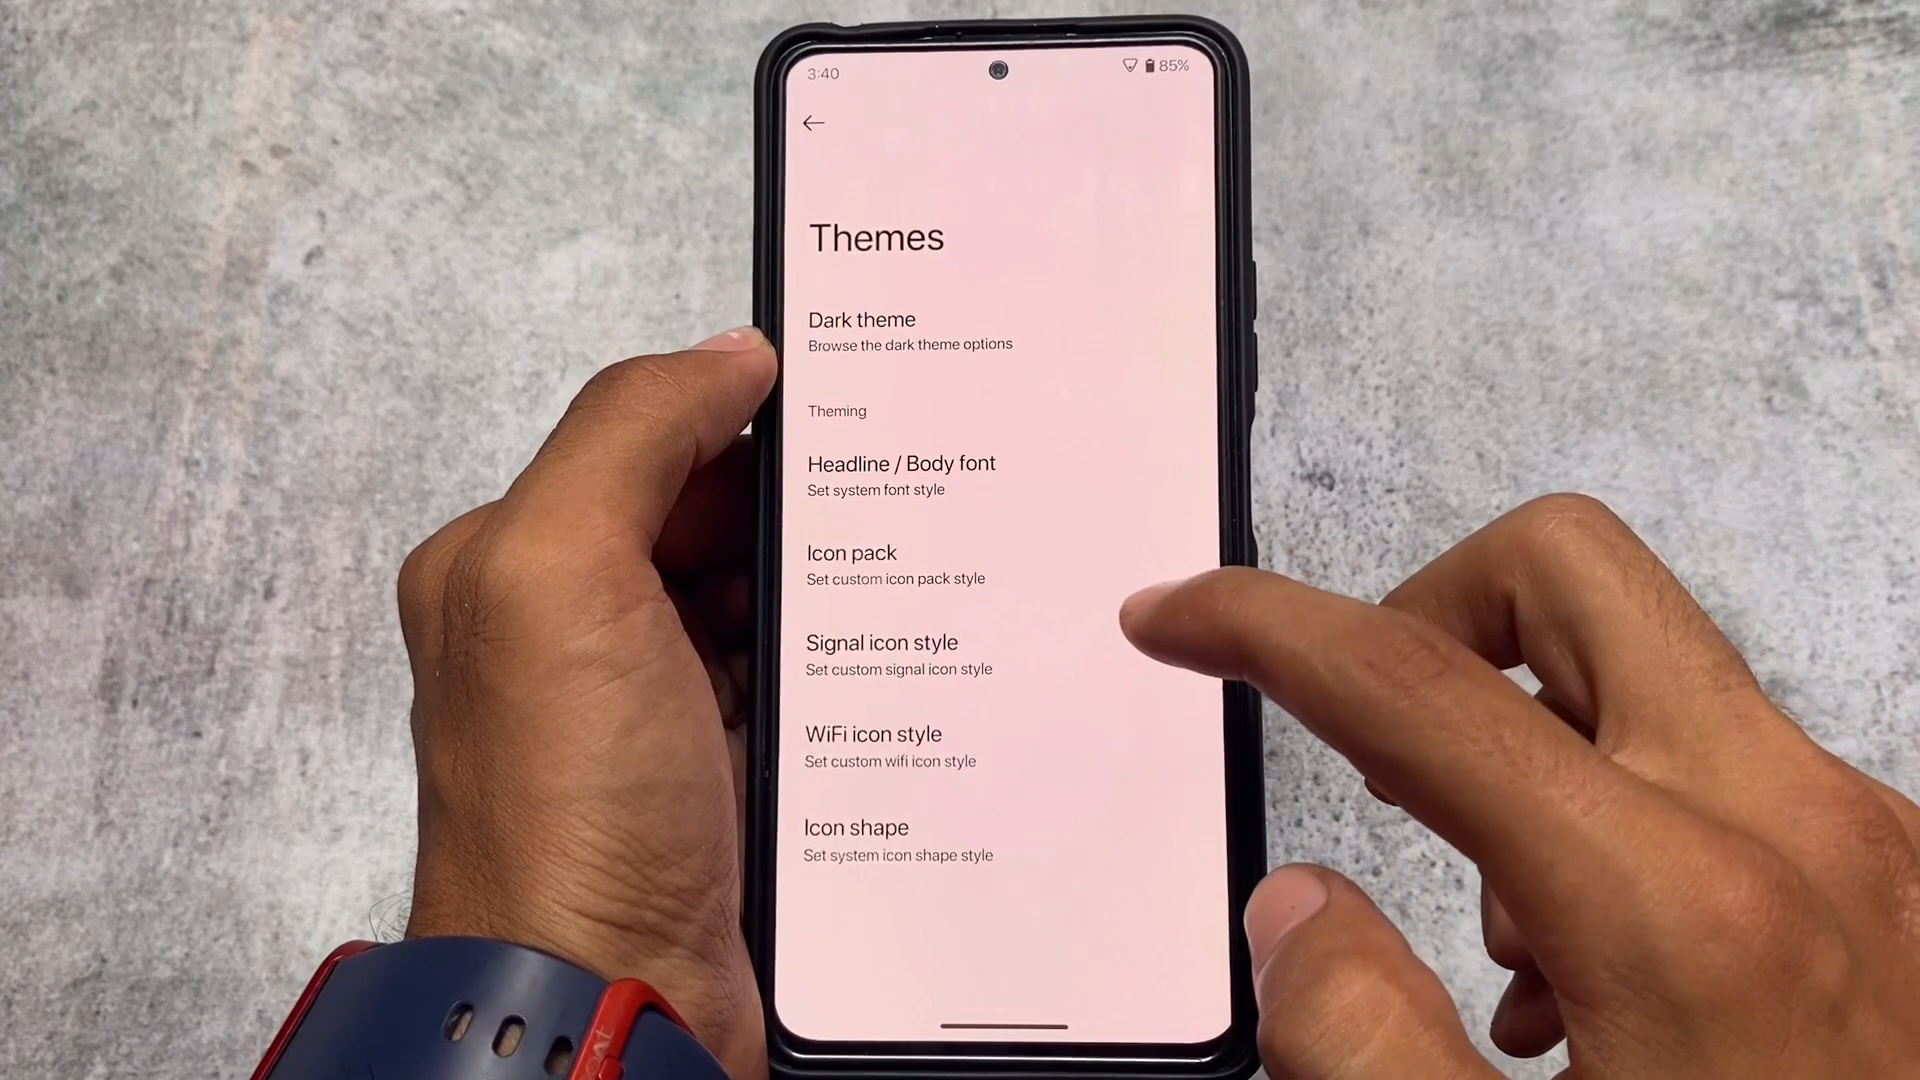 3:40
85%
Themes
Dark theme
Browse the dark theme options
Theming
Headline / Body font
Set system font style
Icon pack
Set custom icon pack style
Signal icon style
Set custom signal icon style
WiFi icon style
Set custom wifi icon style
Icon shape
Set system icon shape style